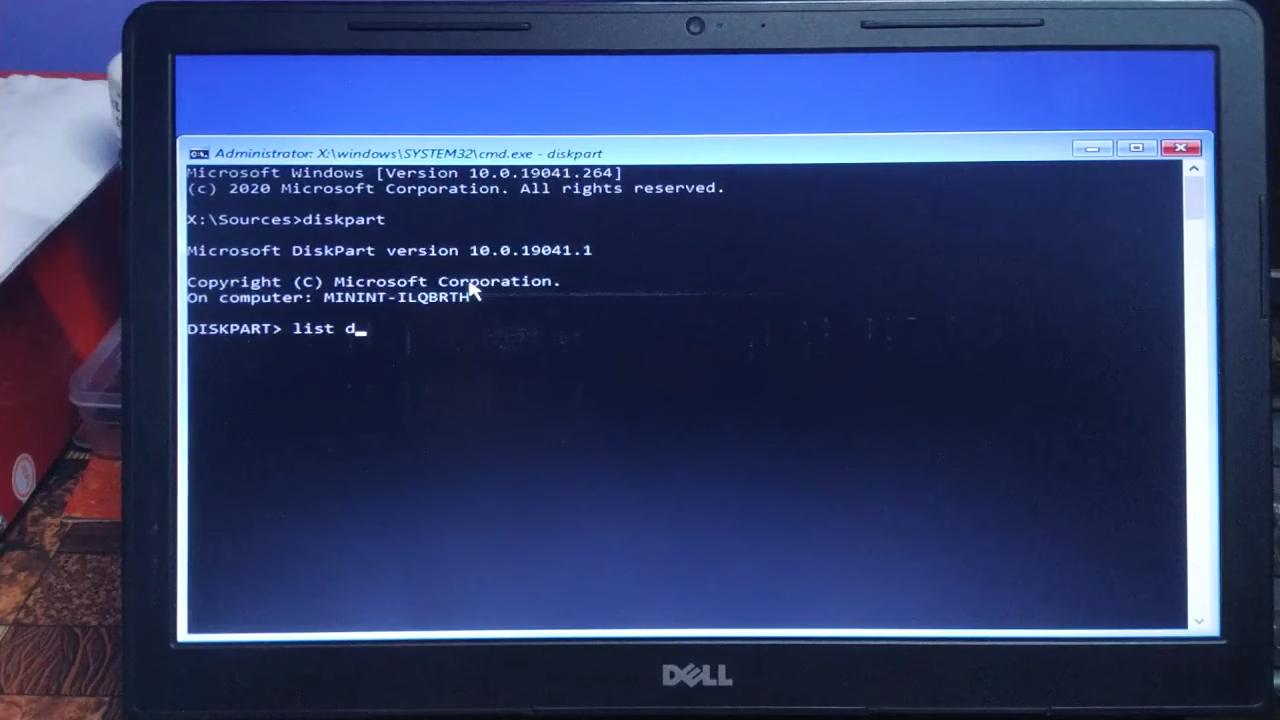 Administrator: X:\windows\SYSTEM32\cmd.exe - diskpart
Microsoft Windows [Version 10.0.19041.264]
(c) 2020 Microsoft Corporation. All rights reserved.
X:\Sources>diskpart
Microsoft DiskPart version 10.0.19041.1
Copyright (C) Microsoft Corporation.
On computer: MININT-ILQBRTH
DISKPART> list d_
DELL